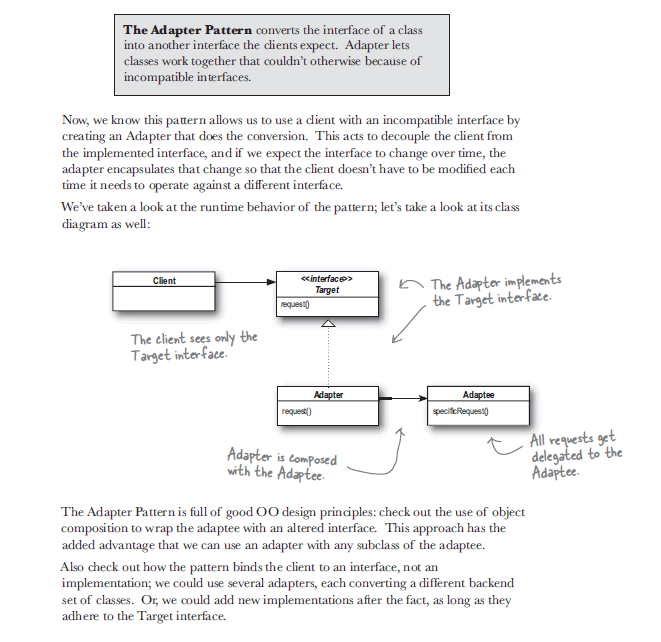 The Adapter Pattern converts the interface of a class
into another interface the clients expect. Adapter lets
classes work together that couldn't otherwise because of
incompatible interfaces.
Now, we know this pattern allows us to use a client with an incompatible interface by
creating an Adapter that does the conversion. This acts to decouple the client from
the implemented interface, and if we expect the interface to change over time, the
adapter encapsulates that change so that the client doesn't have to be modified each
time it needs to operate against a different interface.
We've taken a look at the runtime behavior of the pattern; let's take a look at its class
diagram as well:
Client
<<interface>>
Target
request()
The Adapter implements
the Target interface.
The client sees only the
Target interface.
Adapter
request()
Adaptee
specificRequest()
Adapter is composed
with the Adaptee.
All requests get
delegated to the
Adaptee.
The Adapter Pattern is full of good OO design principles: check out the use of object
composition to wrap the adaptee with an altered interface. This approach has the
added advantage that we can use an adapter with any subclass of the adaptee.
Also check out how the pattern binds the client to an interface, not an
implementation; we could use several adapters, each converting a different backend
set of classes. Or, we could add new implementations after the fact, as long as they
adhere to the Target interface.